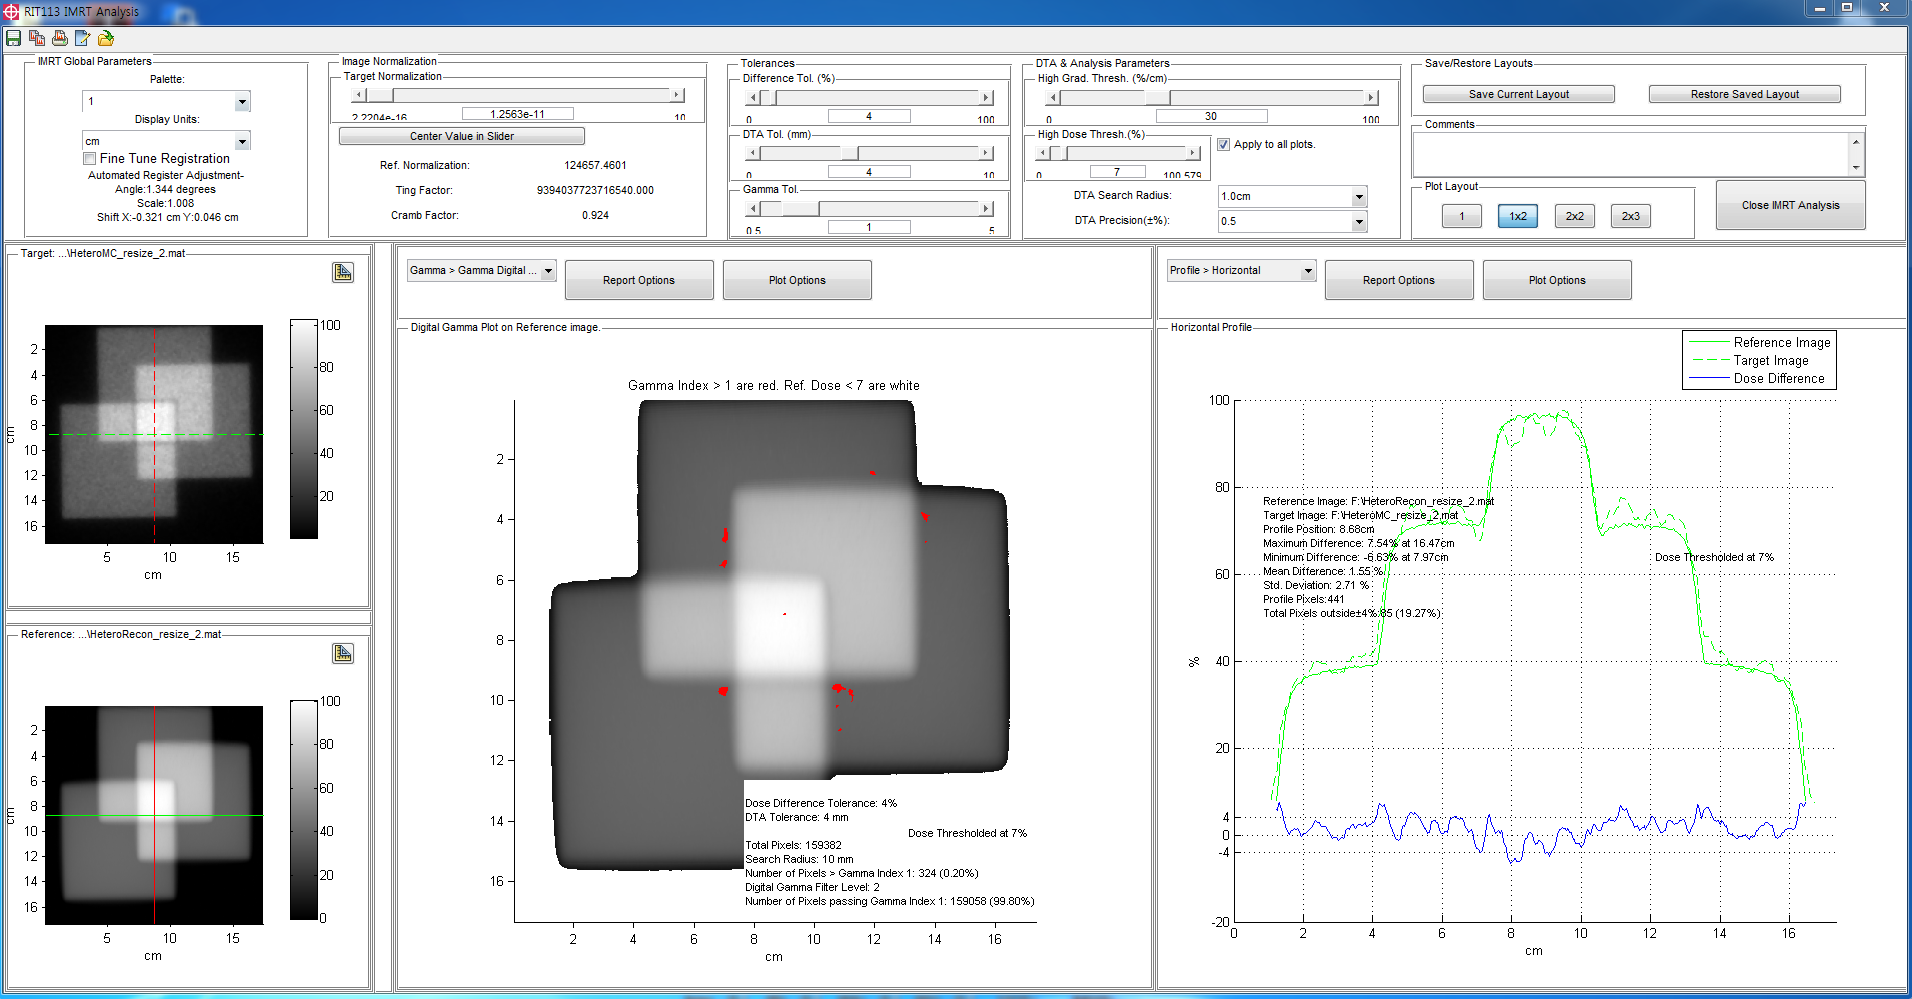 RIT113 IMRT Analysis
IMRT Global Parameters
Palette:
1
Display Units:
cm
Fine Tune Registration
Automated Register Adjustment-
Angle:1.344 degrees
Scale:1.008
Shift X:-0.321 cm Y:0.046 cm
Image Normalization
Target Normalization
2.2204e-16
1.2563e-11
10
Center Value in Slider
Ref. Normalization: 124657.4601
Ting Factor: 9394037723716540.000
Cramb Factor: 0.924
Tolerances
Difference Tol. (%)
0 4 100
DTA Tol. (mm)
0 4 10
Gamma Tol.
0.5 1 5
DTA & Analysis Parameters
High Grad. Thresh. (%/cm)
0 30 100
High Dose Thresh.(%)
0 7 100.579
Apply to all plots.
DTA Search Radius: 1.0cm
DTA Precision(±%): 0.5
Save/Restore Layouts
Save Current Layout Restore Saved Layout
Comments
Plot Layout
1 1x2 2x2 2x3
Close IMRT Analysis
Target: ...\HeteroMC_resize_2.mat
2
4
6
8
10
12
14
16
cm
5 10 15
cm
100
80
60
40
20
Reference: ...\HeteroRecon_resize_2.mat
2
4
6
8
10
12
14
16
cm
5 10 15
cm
100
80
60
40
20
0
Gamma > Gamma Digital ...
Report Options
Plot Options
Digital Gamma Plot on Reference image.
Gamma Index > 1 are red. Ref. Dose < 7 are white
2
4
6
8
10
12
14
16
Dose Difference Tolerance: 4%
DTA Tolerance: 4 mm
Dose Thresholded at 7%
Total Pixels: 159382
Search Radius: 10 mm
Number of Pixels > Gamma Index 1: 324 (0.20%)
Digital Gamma Filter Level: 2
Number of Pixels passing Gamma Index 1: 159058 (99.80%)
2 4 6 8 10 12 14 16
cm
Profile > Horizontal
Report Options
Plot Options
Horizontal Profile
Reference Image
Target Image
Dose Difference
100
80
60
40
20
4
0
-4
-20
%
Reference Image: F:\HeteroRecon_resize_2.mat
Target Image: F:\HeteroMC_resize_2.mat
Profile Position: 8.68cm
Maximum Difference: 7.54% at 16.47cm
Minimum Difference: -6.63% at 7.97cm
Mean Difference: 1.55 %
Std. Deviation: 2.71 %
Profile Pixels:441
Total Pixels outside±4%:85 (19.27%)
Dose Thresholded at 7%
0 2 4 6 8 10 12 14 16
cm